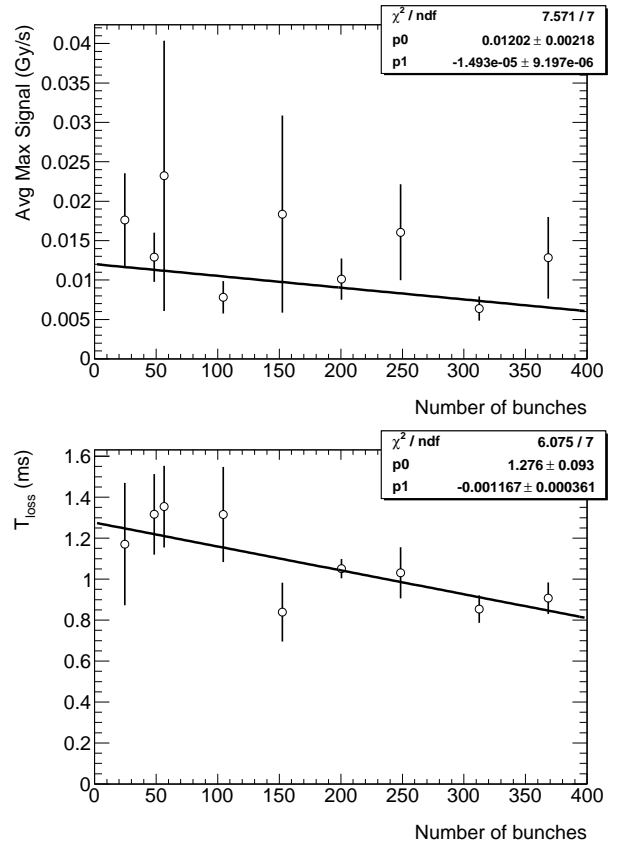 χ² / ndf 7.571 / 7
p0 0.01202 ± 0.00218
p1 -1.493e-05 ± 9.197e-06
Avg Max Signal (Gy/s)
0.04
0.035
0.03
0.025
0.02
0.015
0.01
0.005
0
0 50 100 150 200 250 300 350 400
Number of bunches
χ² / ndf 6.075 / 7
p0 1.276 ± 0.093
p1 -0.001167 ± 0.000361
T_loss (ms)
1.6
1.4
1.2
1
0.8
0.6
0.4
0.2
0
0 50 100 150 200 250 300 350 400
Number of bunches